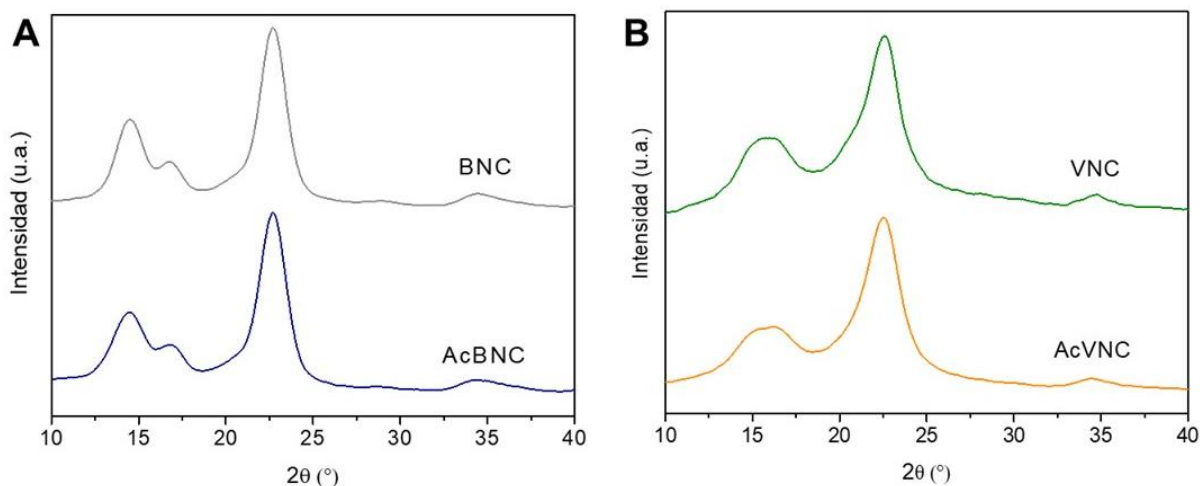 A
Intensidad (u.a.)
BNC
AcBNC
10 15 20 25 30 35 40
2θ (°)
B
Intensidad (u.a.)
VNC
AcVNC
10 15 20 25 30 35 40
2θ (°)